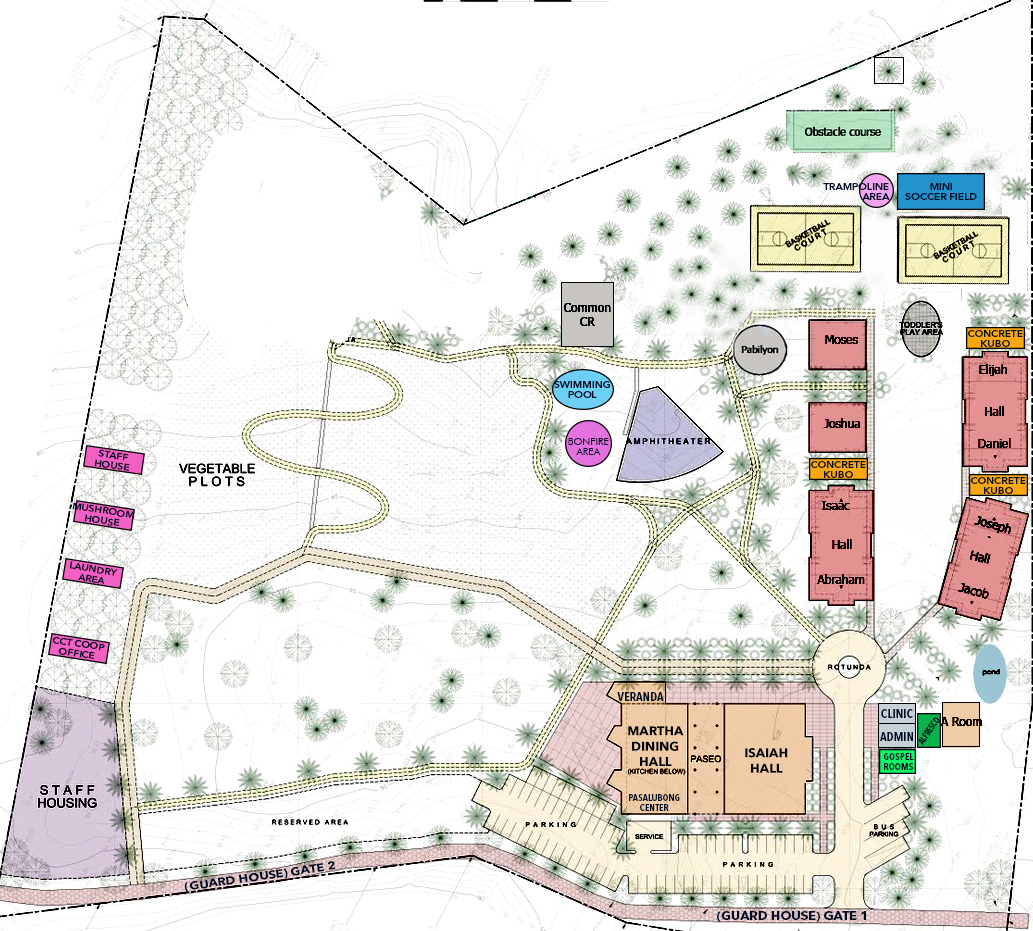 Obstacle course
TRAMPOLINE
AREA
MINI
SOCCER FIELD
BASKETBALL
COURT
BASKETBALL
COURT
Common
CR
TODDLER'S
PLAY AREA
CONCRETE
KUBO
Moses
Pabilyon
Elijah
Hall
Daniel
SWIMMING
POOL
Joshua
BONFIRE
AREA
AMPHITHEATER
STAFF
HOUSE
VEGETABLE
PLOTS
CONCRETE
KUBO
CONCRETE
KUBO
MUSHROOM
HOUSE
Isaac
Hall
Abraham
Joseph
Hall
Jacob
LAUNDRY
AREA
CCT COOP
OFFICE
ROTUNDA
pond
VERANDA
MARTHA
DINING
HALL
(KITCHEN BELOW)
PASALUBONG
CENTER
PASEO
ISAIAH
HALL
CLINIC
ADMIN
ALFRESCO
A Room
GOSPEL
ROOMS
STAFF
HOUSING
RESERVED AREA
PARKING
SERVICE
PARKING
BUS
PARKING
(GUARD HOUSE) GATE 2
(GUARD HOUSE) GATE 1